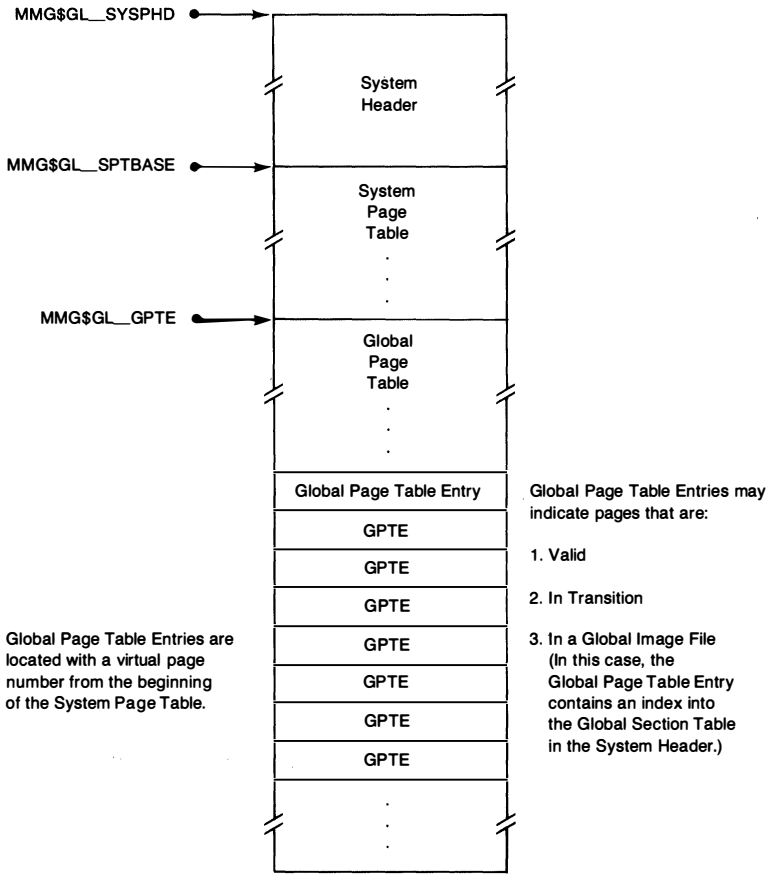 MMG$GL__SYSPHD
System
Header
MMG$GL__SPTBASE
System
Page
Table
MMG$GL__GPTE
Global
Page
Table
Global Page Table Entry
GPTE
GPTE
GPTE
GPTE
GPTE
GPTE
GPTE
Global Page Table Entries may
indicate pages that are:
1. Valid
2. In Transition
3. In a Global Image File
(In this case, the
Global Page Table Entry
contains an index into
the Global Section Table
in the System Header.)
Global Page Table Entries are
located with a virtual page
number from the beginning
of the System Page Table.